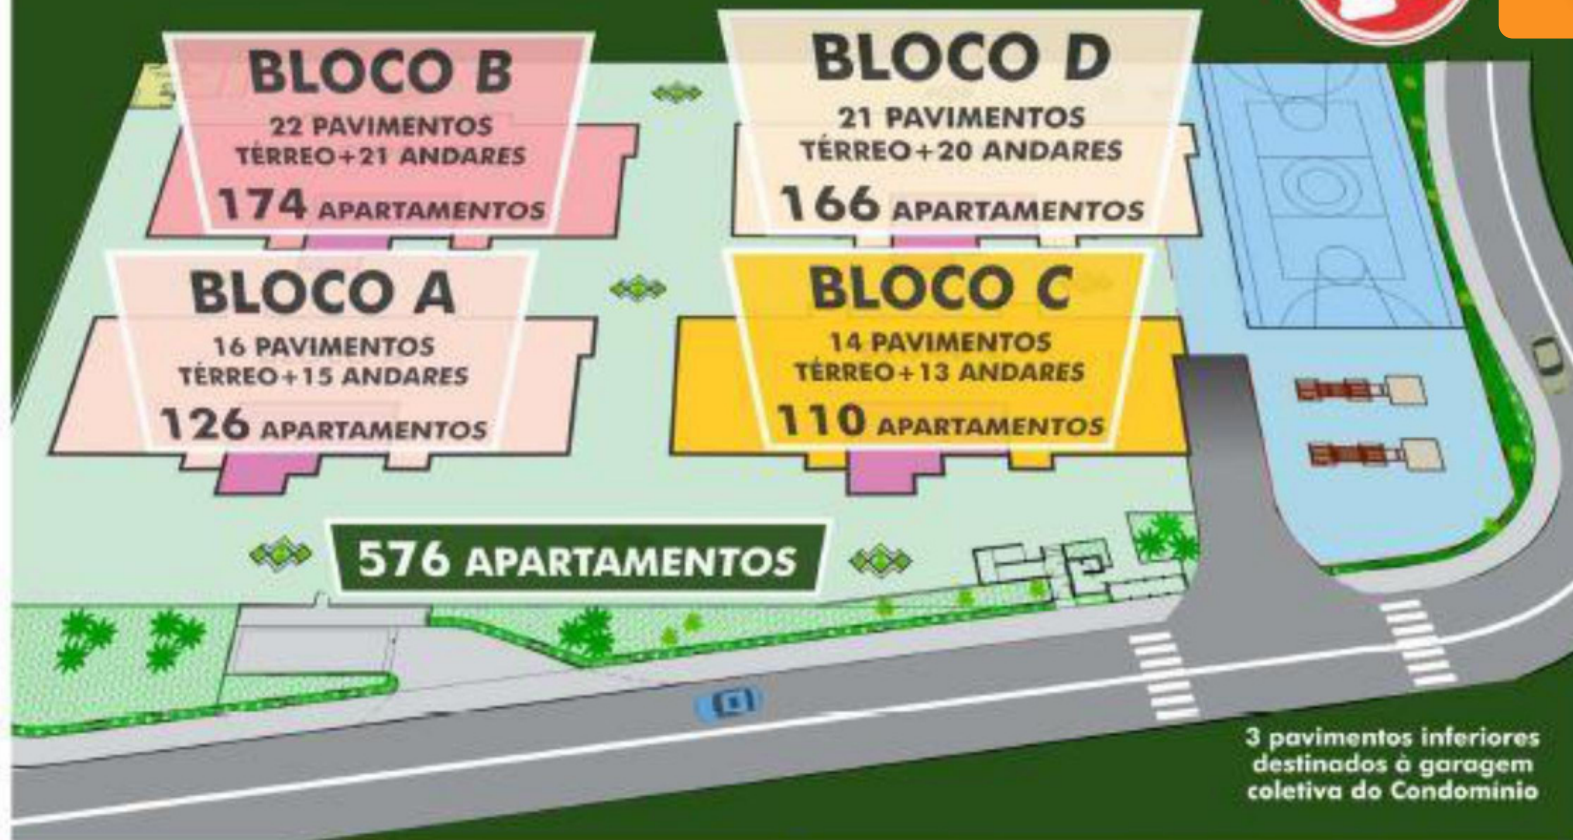 BLOCO B
22 PAVIMENTOS
TÉRREO+21 ANDARES
174 APARTAMENTOS
BLOCO D
21 PAVIMENTOS
TÉRREO+20 ANDARES
166 APARTAMENTOS
BLOCO A
16 PAVIMENTOS
TÉRREO+15 ANDARES
126 APARTAMENTOS
BLOCO C
14 PAVIMENTOS
TÉRREO+13 ANDARES
110 APARTAMENTOS
576 APARTAMENTOS
3 pavimentos inferiores
destinados à garagem
coletiva do Condomínio